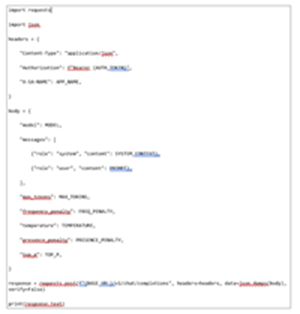 import requests
import json
headers = {
"Content-Type": "application/json",
"Authorization": f"Bearer {AUTH_TOKEN}",
"X-SA-NAME": APP_NAME,
}
body = {
"model": MODEL,
"messages": [
{"role": "system", "content": SYSTEM_CONTEXT},
{"role": "user", "content":
],
"max_tokens": MAX_TOKENS,
"frequency_penalty": FREQ_PENALTY,
"temperature": TEMPERATURE,
"presence_penalty": PRESENCE_PENALTY,
"top_p": TOP_P,
}
response = requests.post(f"{BASE_URL}/v1/chat/completions", headers=headers, data=json.dumps(body),
verify=False)
print(response.text)